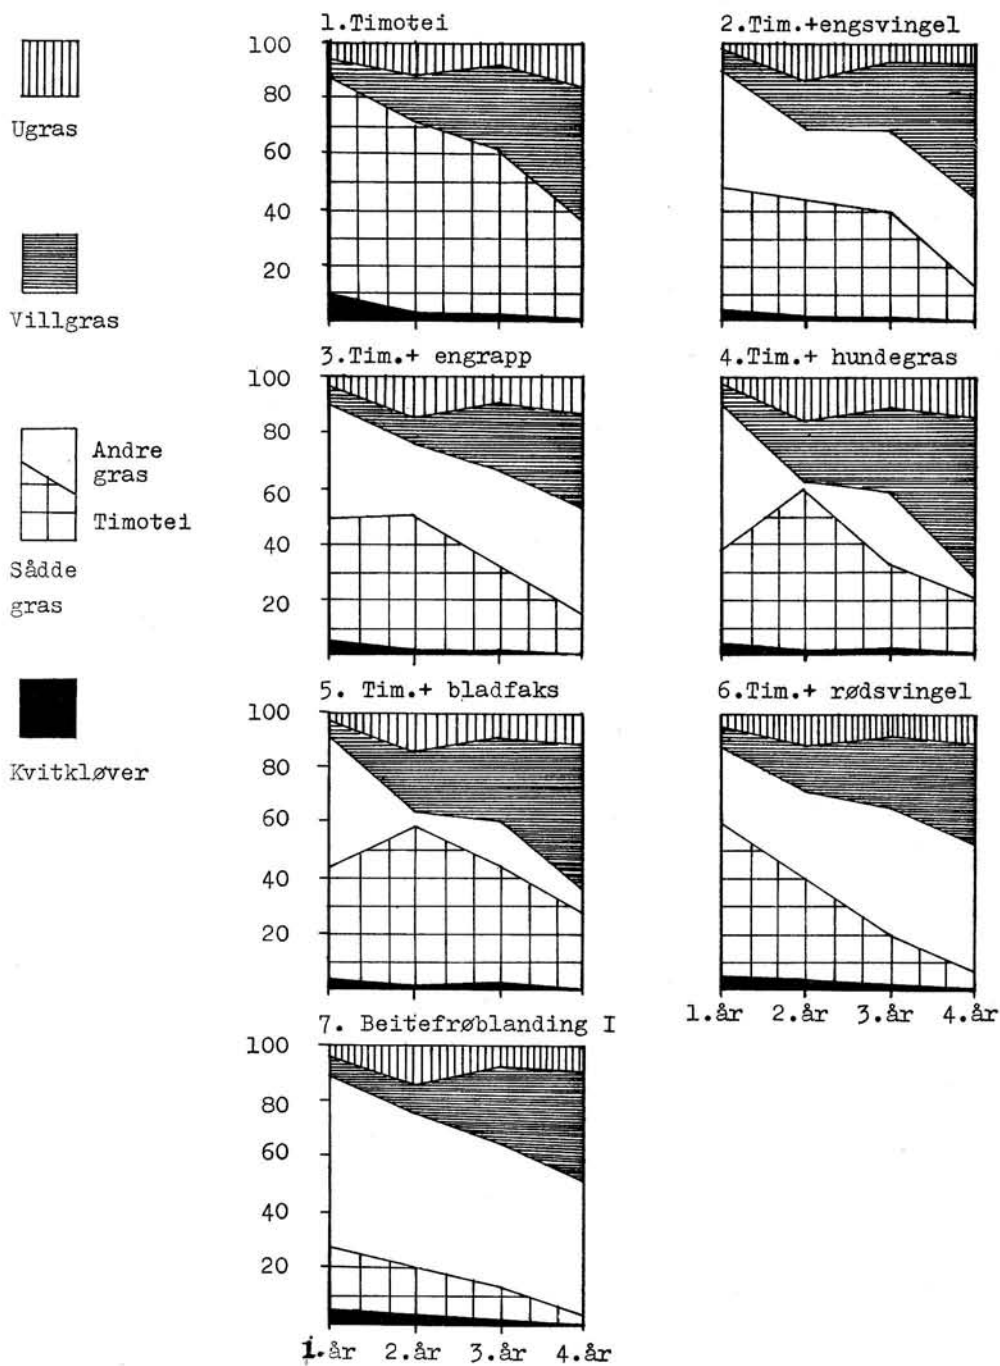 Ugras
Villgras
Andre
gras
Timotei
Sådde
gras
Kvitkløver
1.Timotei
100
80
60
40
20
2.Tim.+engsvingel
3.Tim.+ engrapp
100
80
60
40
20
4.Tim.+ hundegras
5. Tim.+ bladfaks
100
80
60
40
20
6.Tim.+ rødsvingel
1.år 2.år 3.år 4.år
7. Beitefrøblanding I
100
80
60
40
20
1.år 2.år 3.år 4.år